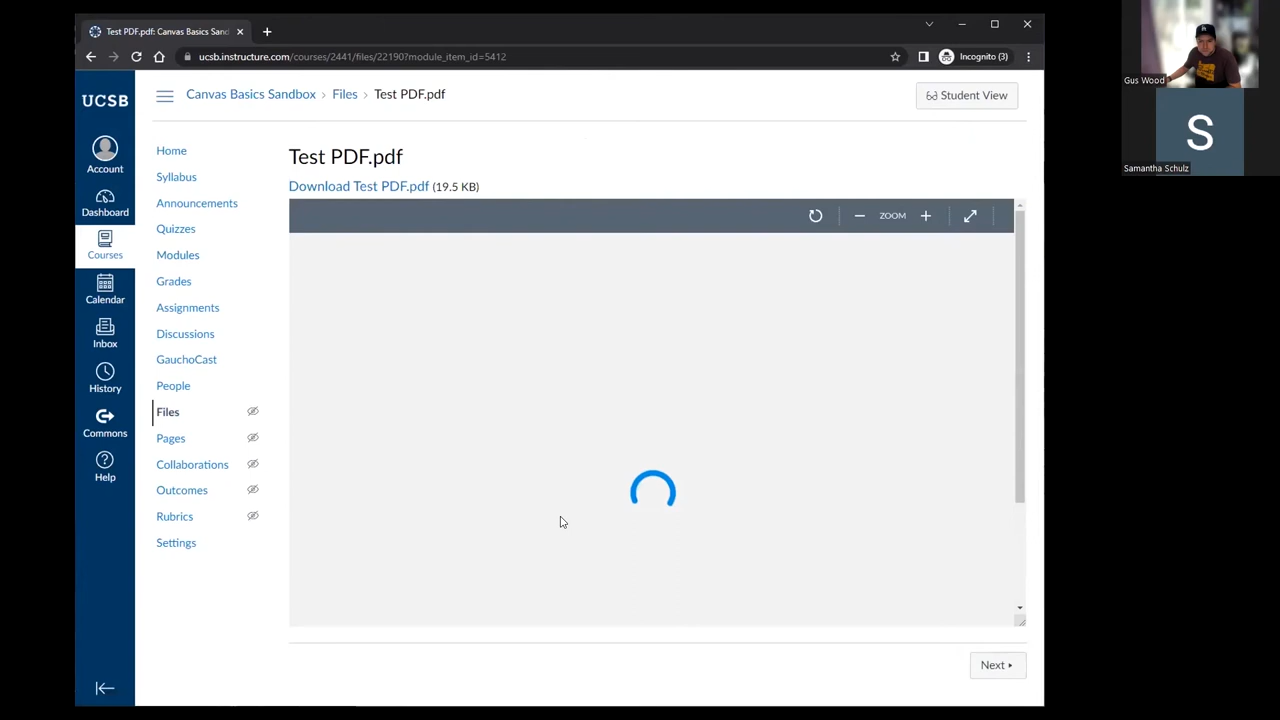 Test PDF.pdf: Canvas Basics Sand
ucsb.instructure.com/courses/2441/files/22190?module_item_id=5412
Incognito (3)
UCSB
Account
Dashboard
Courses
Calendar
Inbox
History
Commons
Help
Canvas Basics Sandbox > Files > Test PDF.pdf
Student View
Home
Syllabus
Announcements
Quizzes
Modules
Grades
Assignments
Discussions
GauchoCast
People
Files
Pages
Collaborations
Outcomes
Rubrics
Settings
Test PDF.pdf
Download Test PDF.pdf (19.5 KB)
ZOOM
Next
Gus Wood
S
Samantha Schulz